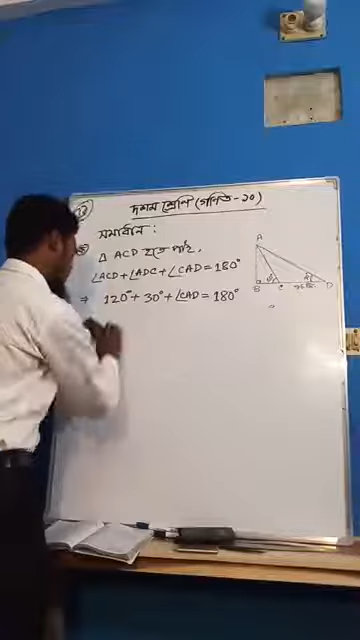 দশম শ্রেণি (গণিত - ১০)
সমাধান :
Δ ACD হতে পাই,
∠ACD + ∠ADC + ∠CAD = 180°
⇒ 120° + 30° + ∠CAD = 180°
A
B C D